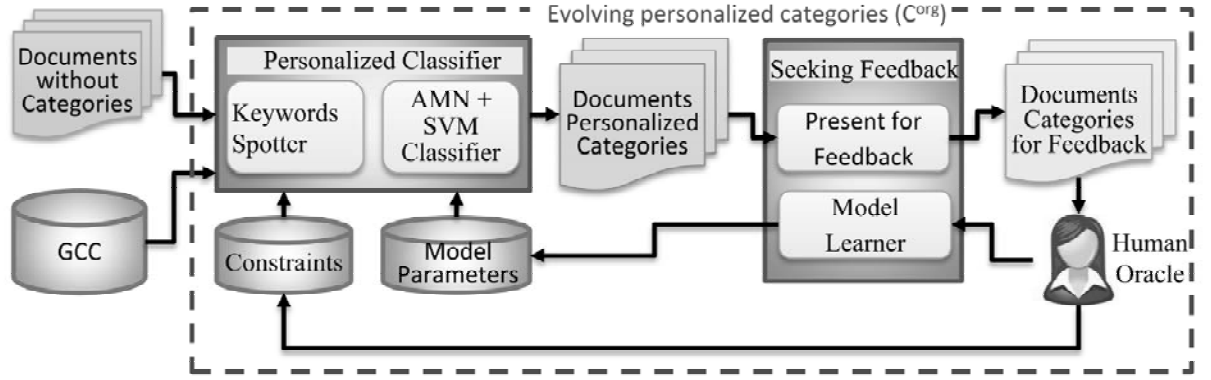 Evolving personalized categories (C^org)
Documents
without
Categories
GCC
Personalized Classifier
Keywords
Spotter
AMN +
SVM
Classifier
Constraints
Model
Parameters
Documents
Personalized
Categories
Seeking Feedback
Present for
Feedback
Model
Learner
Documents
Categories
for Feedback
Human
Oracle